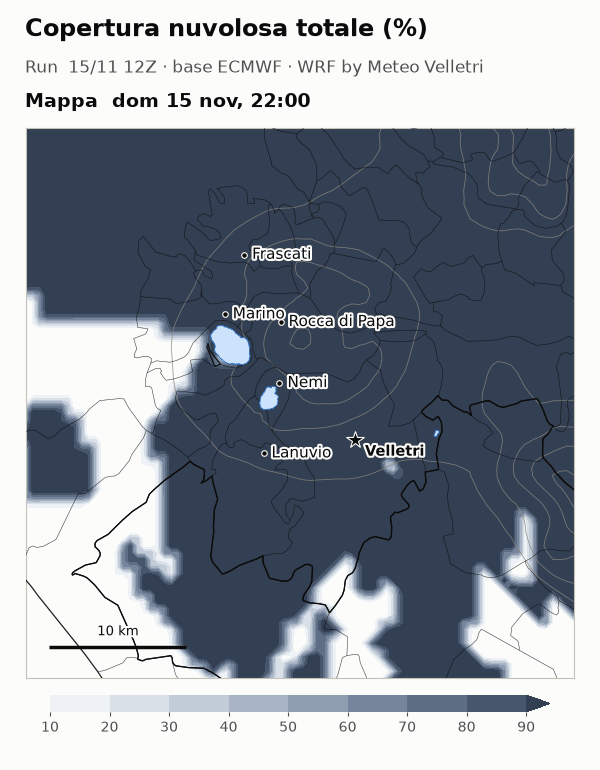 Copertura nuvolosa totale (%)
Run  15/11 12Z · base ECMWF · WRF by Meteo Velletri
Mappa  dom 15 nov, 22:00
Frascati
Marino
Rocca di Papa
Nemi
Velletri
Lanuvio
10 km
10 20 30 40 50 60 70 80 90